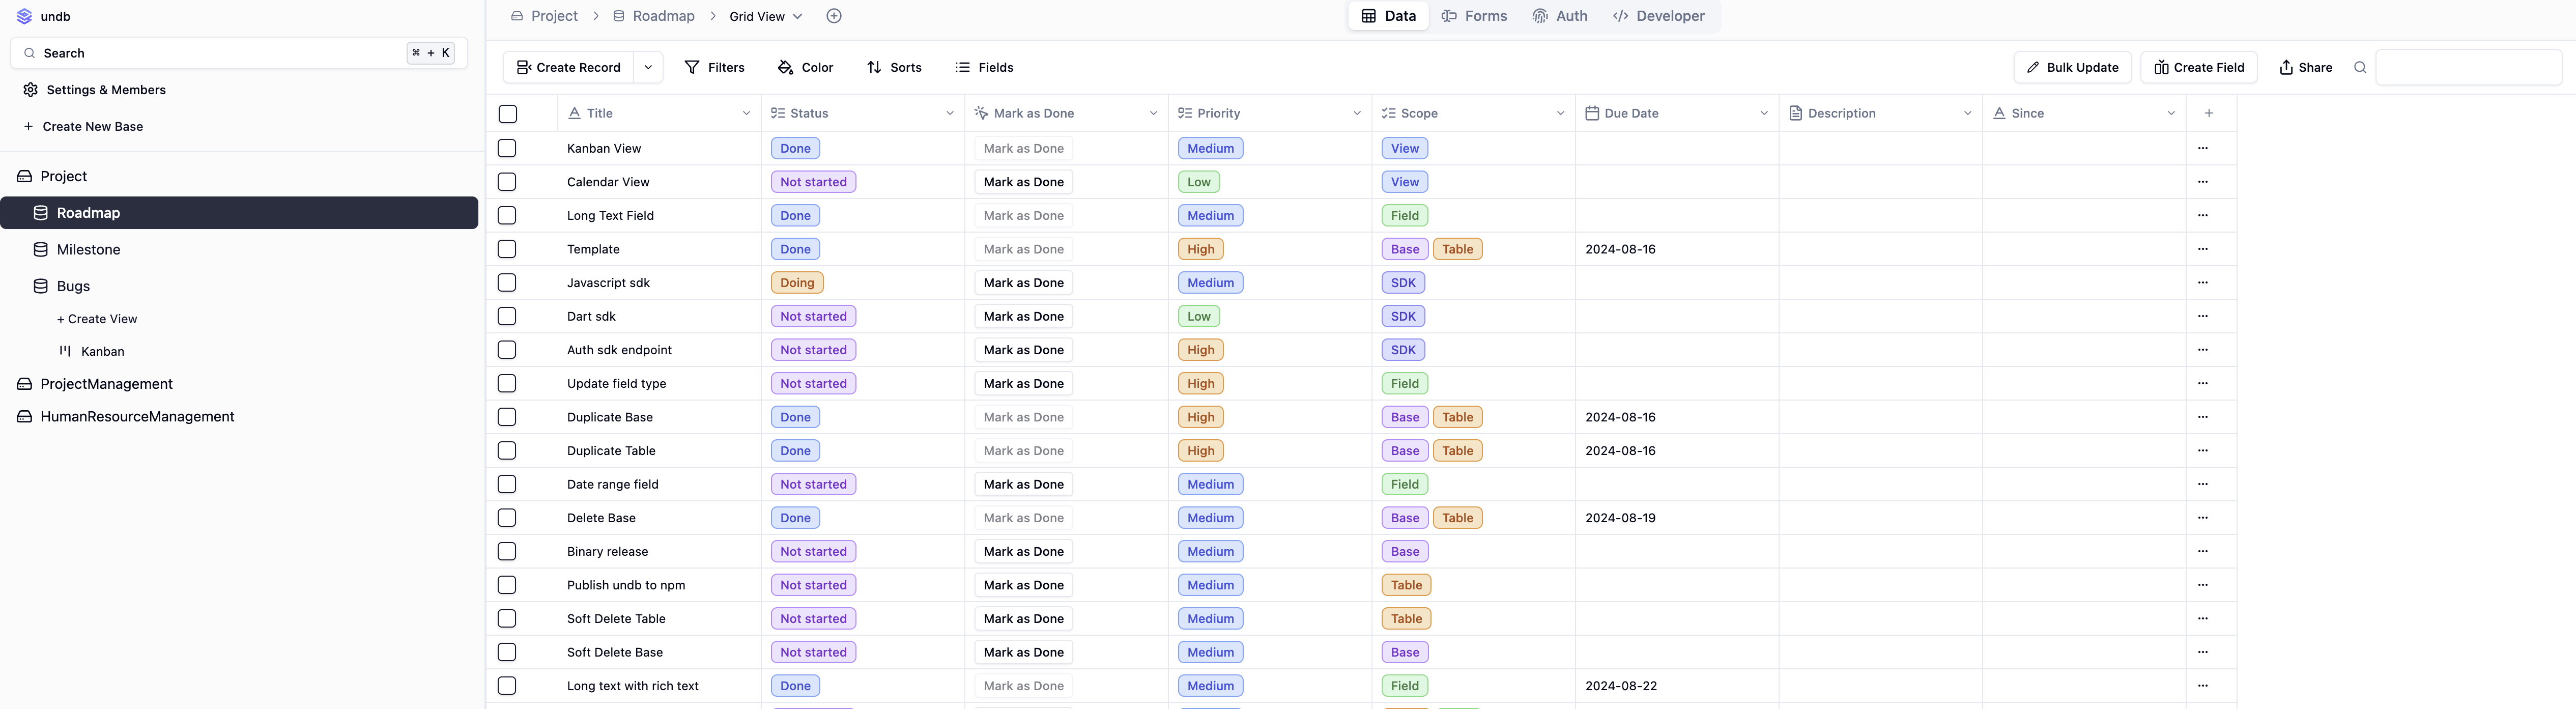 undb
Search ⌘ + K
Settings & Members
+ Create New Base
Project
Roadmap
Milestone
Bugs
+ Create View
Kanban
ProjectManagement
HumanResourceManagement
Project > Roadmap > Grid View
Data Forms Auth </> Developer
Create Record Filters Color Sorts Fields Bulk Update Create Field Share
Title Status Mark as Done Priority Scope Due Date Description Since +
Kanban View Done Mark as Done Medium View ...
Calendar View Not started Mark as Done Low View ...
Long Text Field Done Mark as Done Medium Field ...
Template Done Mark as Done High Base Table 2024-08-16 ...
Javascript sdk Doing Mark as Done Medium SDK ...
Dart sdk Not started Mark as Done Low SDK ...
Auth sdk endpoint Not started Mark as Done High SDK ...
Update field type Not started Mark as Done High Field ...
Duplicate Base Done Mark as Done High Base Table 2024-08-16 ...
Duplicate Table Done Mark as Done High Base Table 2024-08-16 ...
Date range field Not started Mark as Done Medium Field ...
Delete Base Done Mark as Done Medium Base Table 2024-08-19 ...
Binary release Not started Mark as Done Medium Base ...
Publish undb to npm Not started Mark as Done Medium Table ...
Soft Delete Table Not started Mark as Done Medium Table ...
Soft Delete Base Not started Mark as Done Medium Base ...
Long text with rich text Done Mark as Done Medium Field 2024-08-22 ...